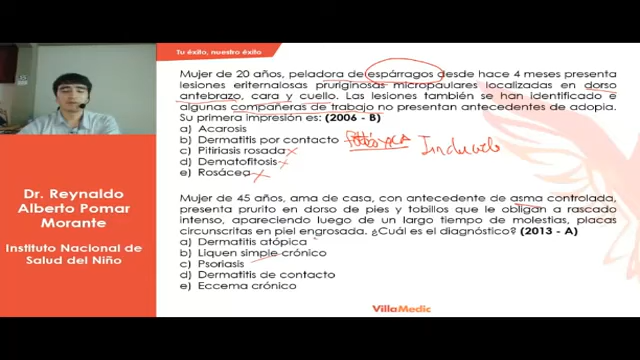 Tu éxito, nuestro éxito
Mujer de 20 años, peladora de espárragos desde hace 4 meses presenta
lesiones eriternalosas pruriginosas micropaulares localizadas en dorso
antebrazo, cara y cuello. Las lesiones también se han identificado e
algunas compañeras de trabajo no presentan antecedentes de adopia.
Su primera impresión es: (2006 - B)
a) Acarosis
b) Dermatitis por contacto
c) Pitiriasis rosada
d) Dematofitosis
e) Rosácea
Mujer de 45 años, ama de casa, con antecedente de asma controlada,
presenta prurito en dorso de pies y tobillos que le obligan a rascado
intenso, apareciendo luego de un largo tiempo de molestias, placas
circunscritas en piel engrosada. ¿Cuál es el diagnóstico? (2013 - A)
a) Dermatitis atópica
b) Liquen simple crónico
c) Psoriasis
d) Dermatitis de contacto
e) Eccema crónico
Dr. Reynaldo
Alberto Pomar
Morante
Instituto Nacional de
Salud del Niño
VillaMedic